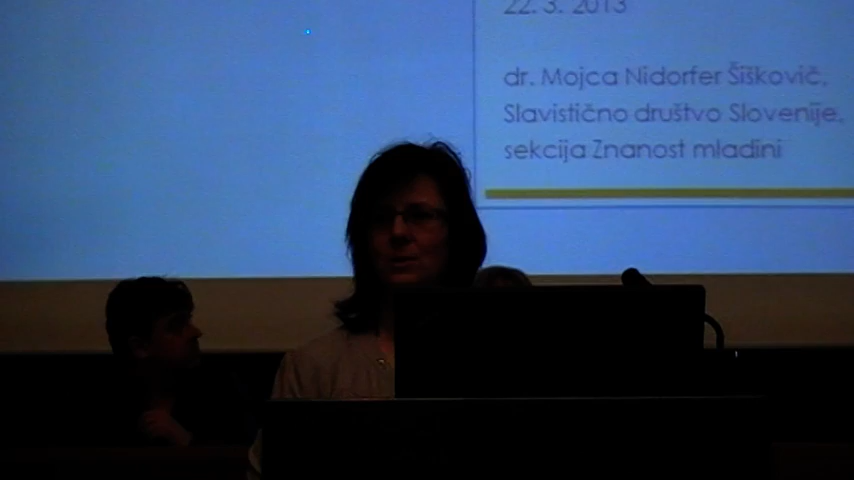 22. 3. 2013
dr. Mojca Nidorfer Šiškovič,
Slavistično društvo Slovenije,
sekcija Znanost mladini